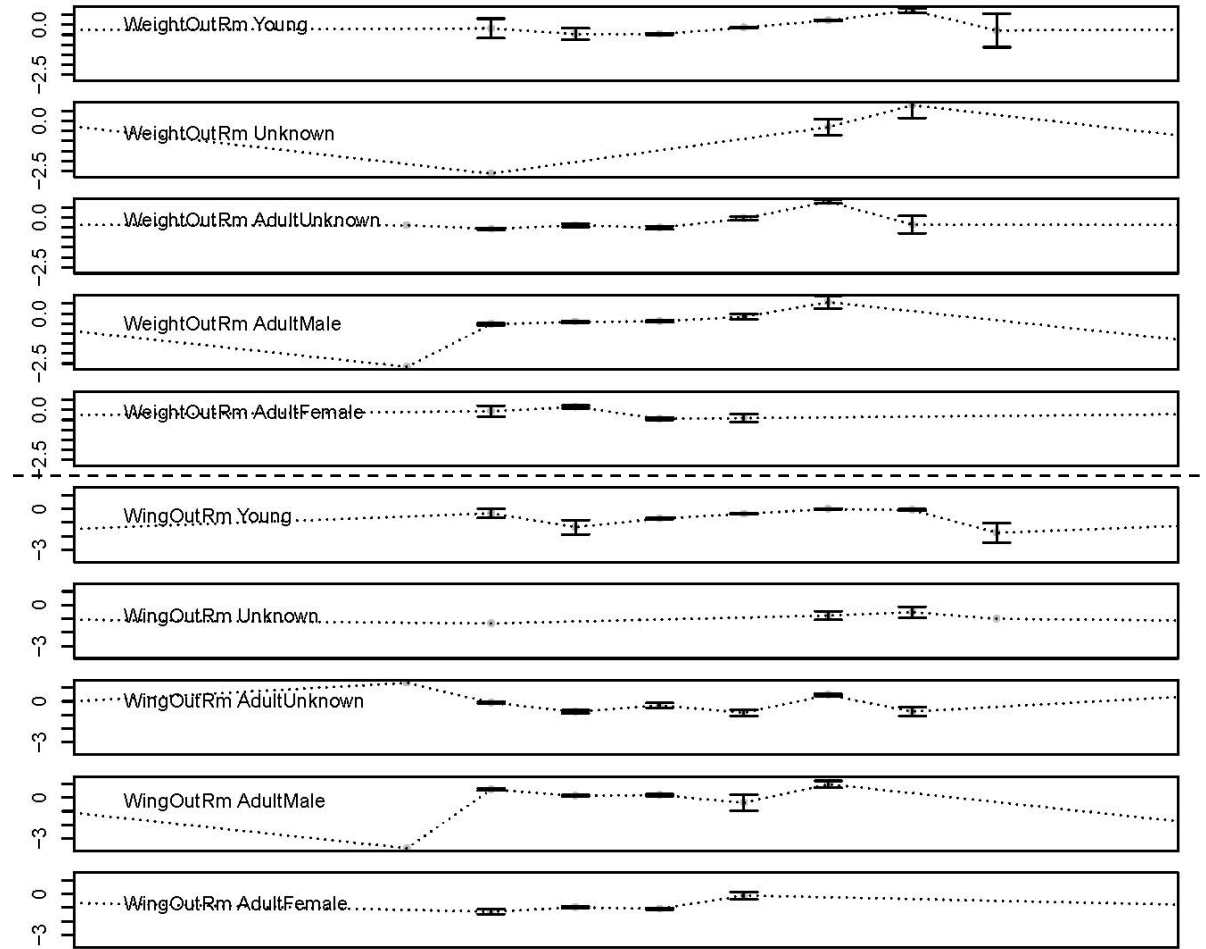 0.0
−2.5
WeightOutRm Young
0.0
−2.5
WeightOutRm Unknown
0.0
−2.5
WeightOutRm AdultUnknown
0.0
−2.5
WeightOutRm AdultMale
0.0
−2.5
WeightOutRm AdultFemale
0
−3
WingOutRm Young
0
−3
WingOutRm Unknown
0
−3
WingOutRm AdultUnknown
0
−3
WingOutRm AdultMale
0
−3
WingOutRm AdultFemale